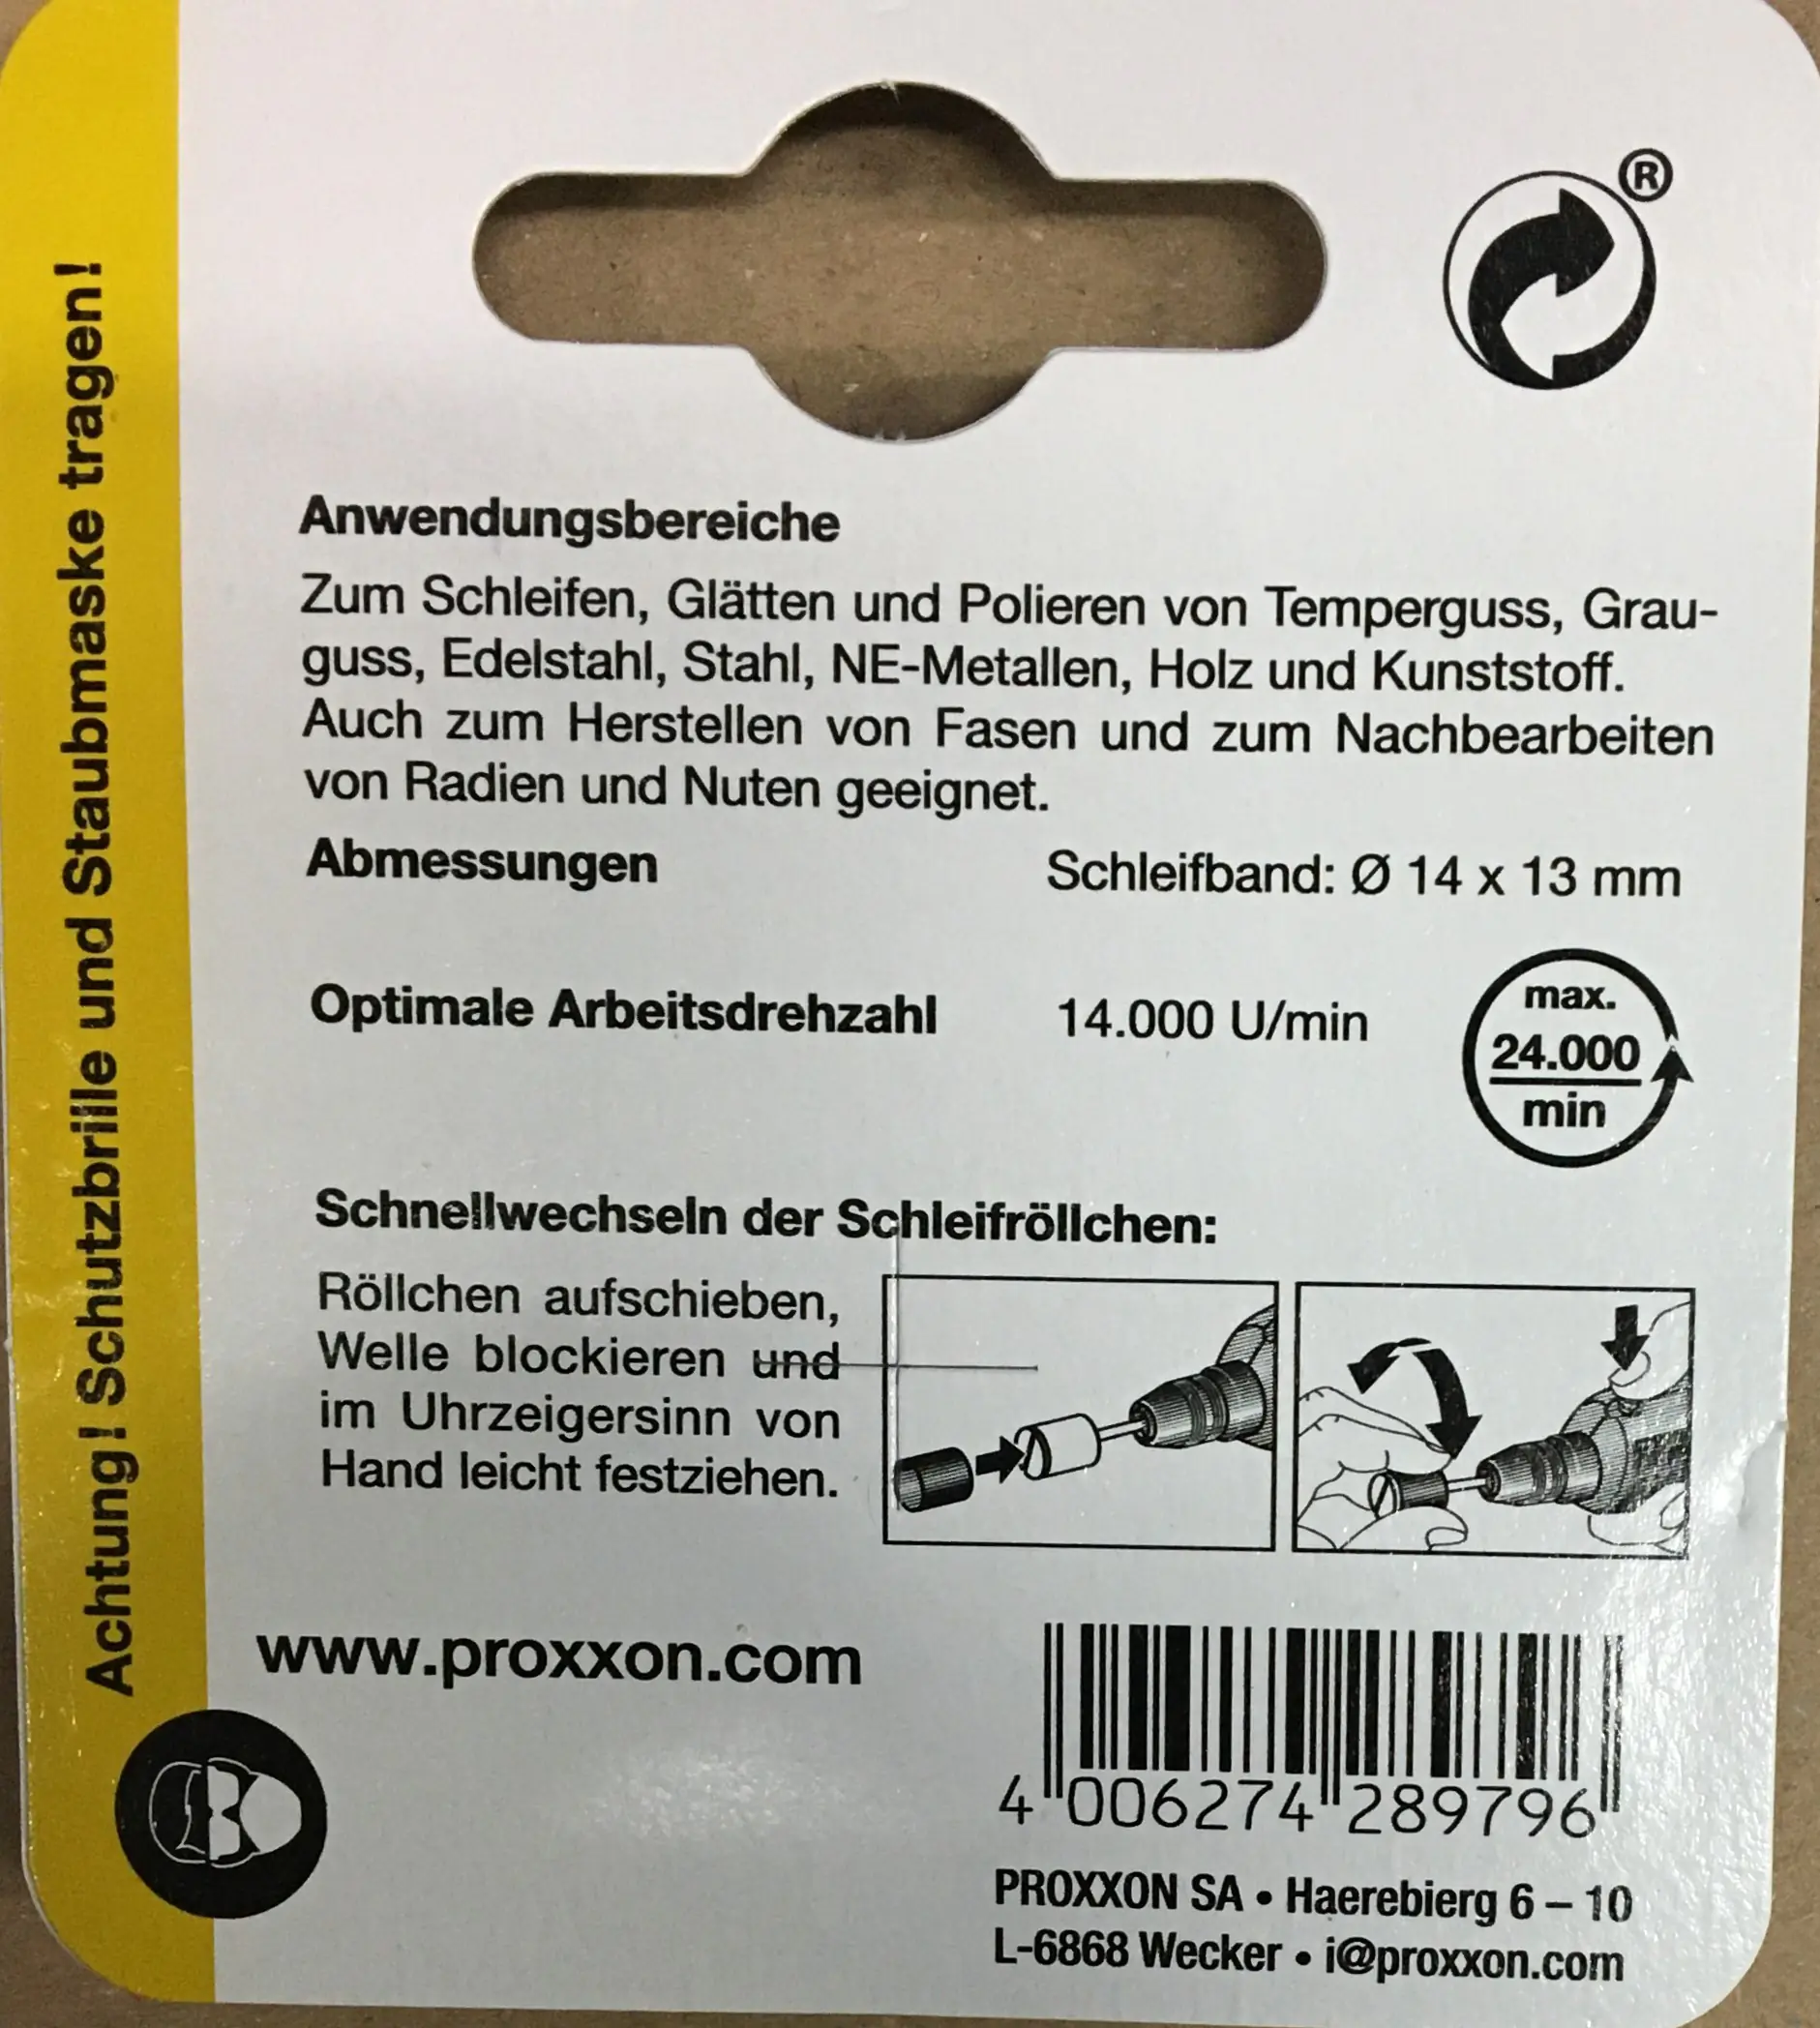 Achtung! Schutzbrille und Staubmaske tragen!
®
Anwendungsbereiche
Zum Schleifen, Glätten und Polieren von Temperguss, Grau-
guss, Edelstahl, Stahl, NE-Metallen, Holz und Kunststoff.
Auch zum Herstellen von Fasen und zum Nachbearbeiten
von Radien und Nuten geeignet.
Abmessungen Schleifband: Ø 14 x 13 mm
Optimale Arbeitsdrehzahl 14.000 U/min
max.
24.000
min
Schnellwechseln der Schleifröllchen:
Röllchen aufschieben,
Welle blockieren und
im Uhrzeigersinn von
Hand leicht festziehen.
www.proxxon.com
4 006274 289796
PROXXON SA • Haerebierg 6 – 10
L-6868 Wecker • i@proxxon.com